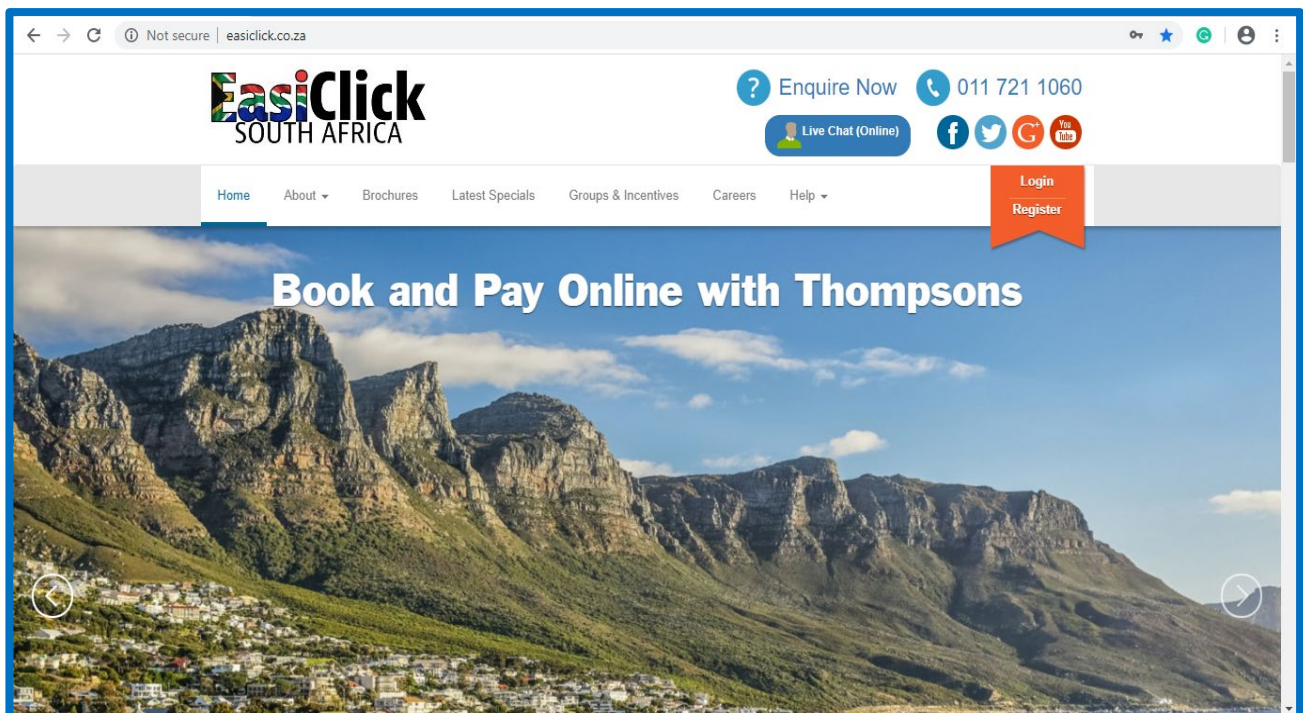 Not secure | easiclick.co.za
EasiClick
SOUTH AFRICA
? Enquire Now
011 721 1060
Live Chat (Online)
f
G+
You
Tube
Home
About
Brochures
Latest Specials
Groups & Incentives
Careers
Help
Login
Register
Book and Pay Online with Thompsons